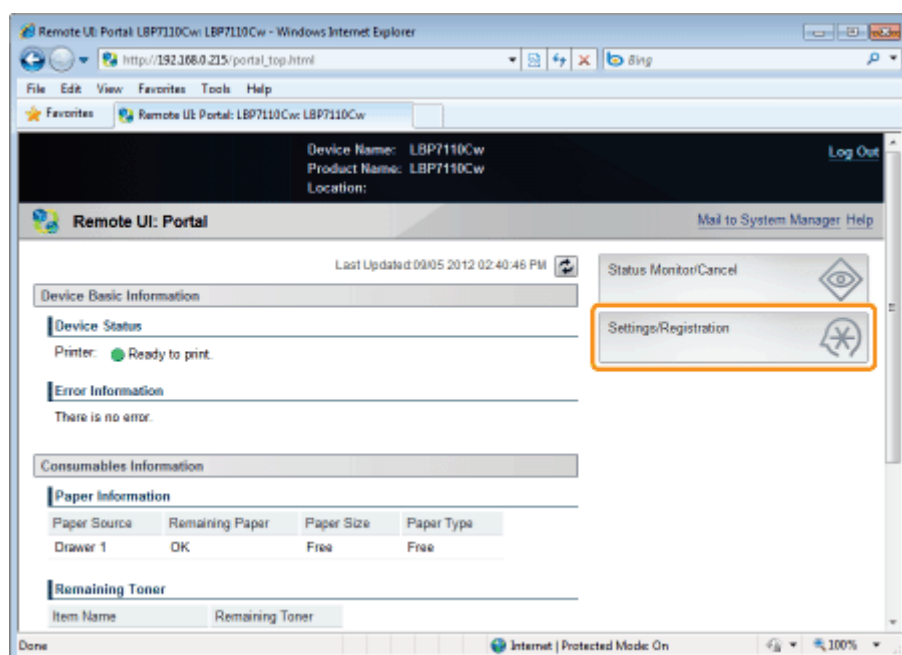 Remote UI: Portal: LBP7110Cw: LBP7110Cw - Windows Internet Explorer
http://192.168.0.215/portal_top.html
Bing
File Edit View Favorites Tools Help
Favorites Remote UI: Portal: LBP7110Cw: LBP7110Cw
Device Name: LBP7110Cw
Product Name: LBP7110Cw
Location:
Log Out
Remote UI: Portal
Mail to System Manager Help
Last Updated:09/05 2012 02:40:46 PM
Status Monitor/Cancel
Device Basic Information
Settings/Registration
Device Status
Printer: Ready to print.
Error Information
There is no error.
Consumables Information
Paper Information
Paper Source Remaining Paper Paper Size Paper Type
Drawer 1 OK Free Free
Remaining Toner
Item Name Remaining Toner
Done Internet | Protected Mode: On 100%